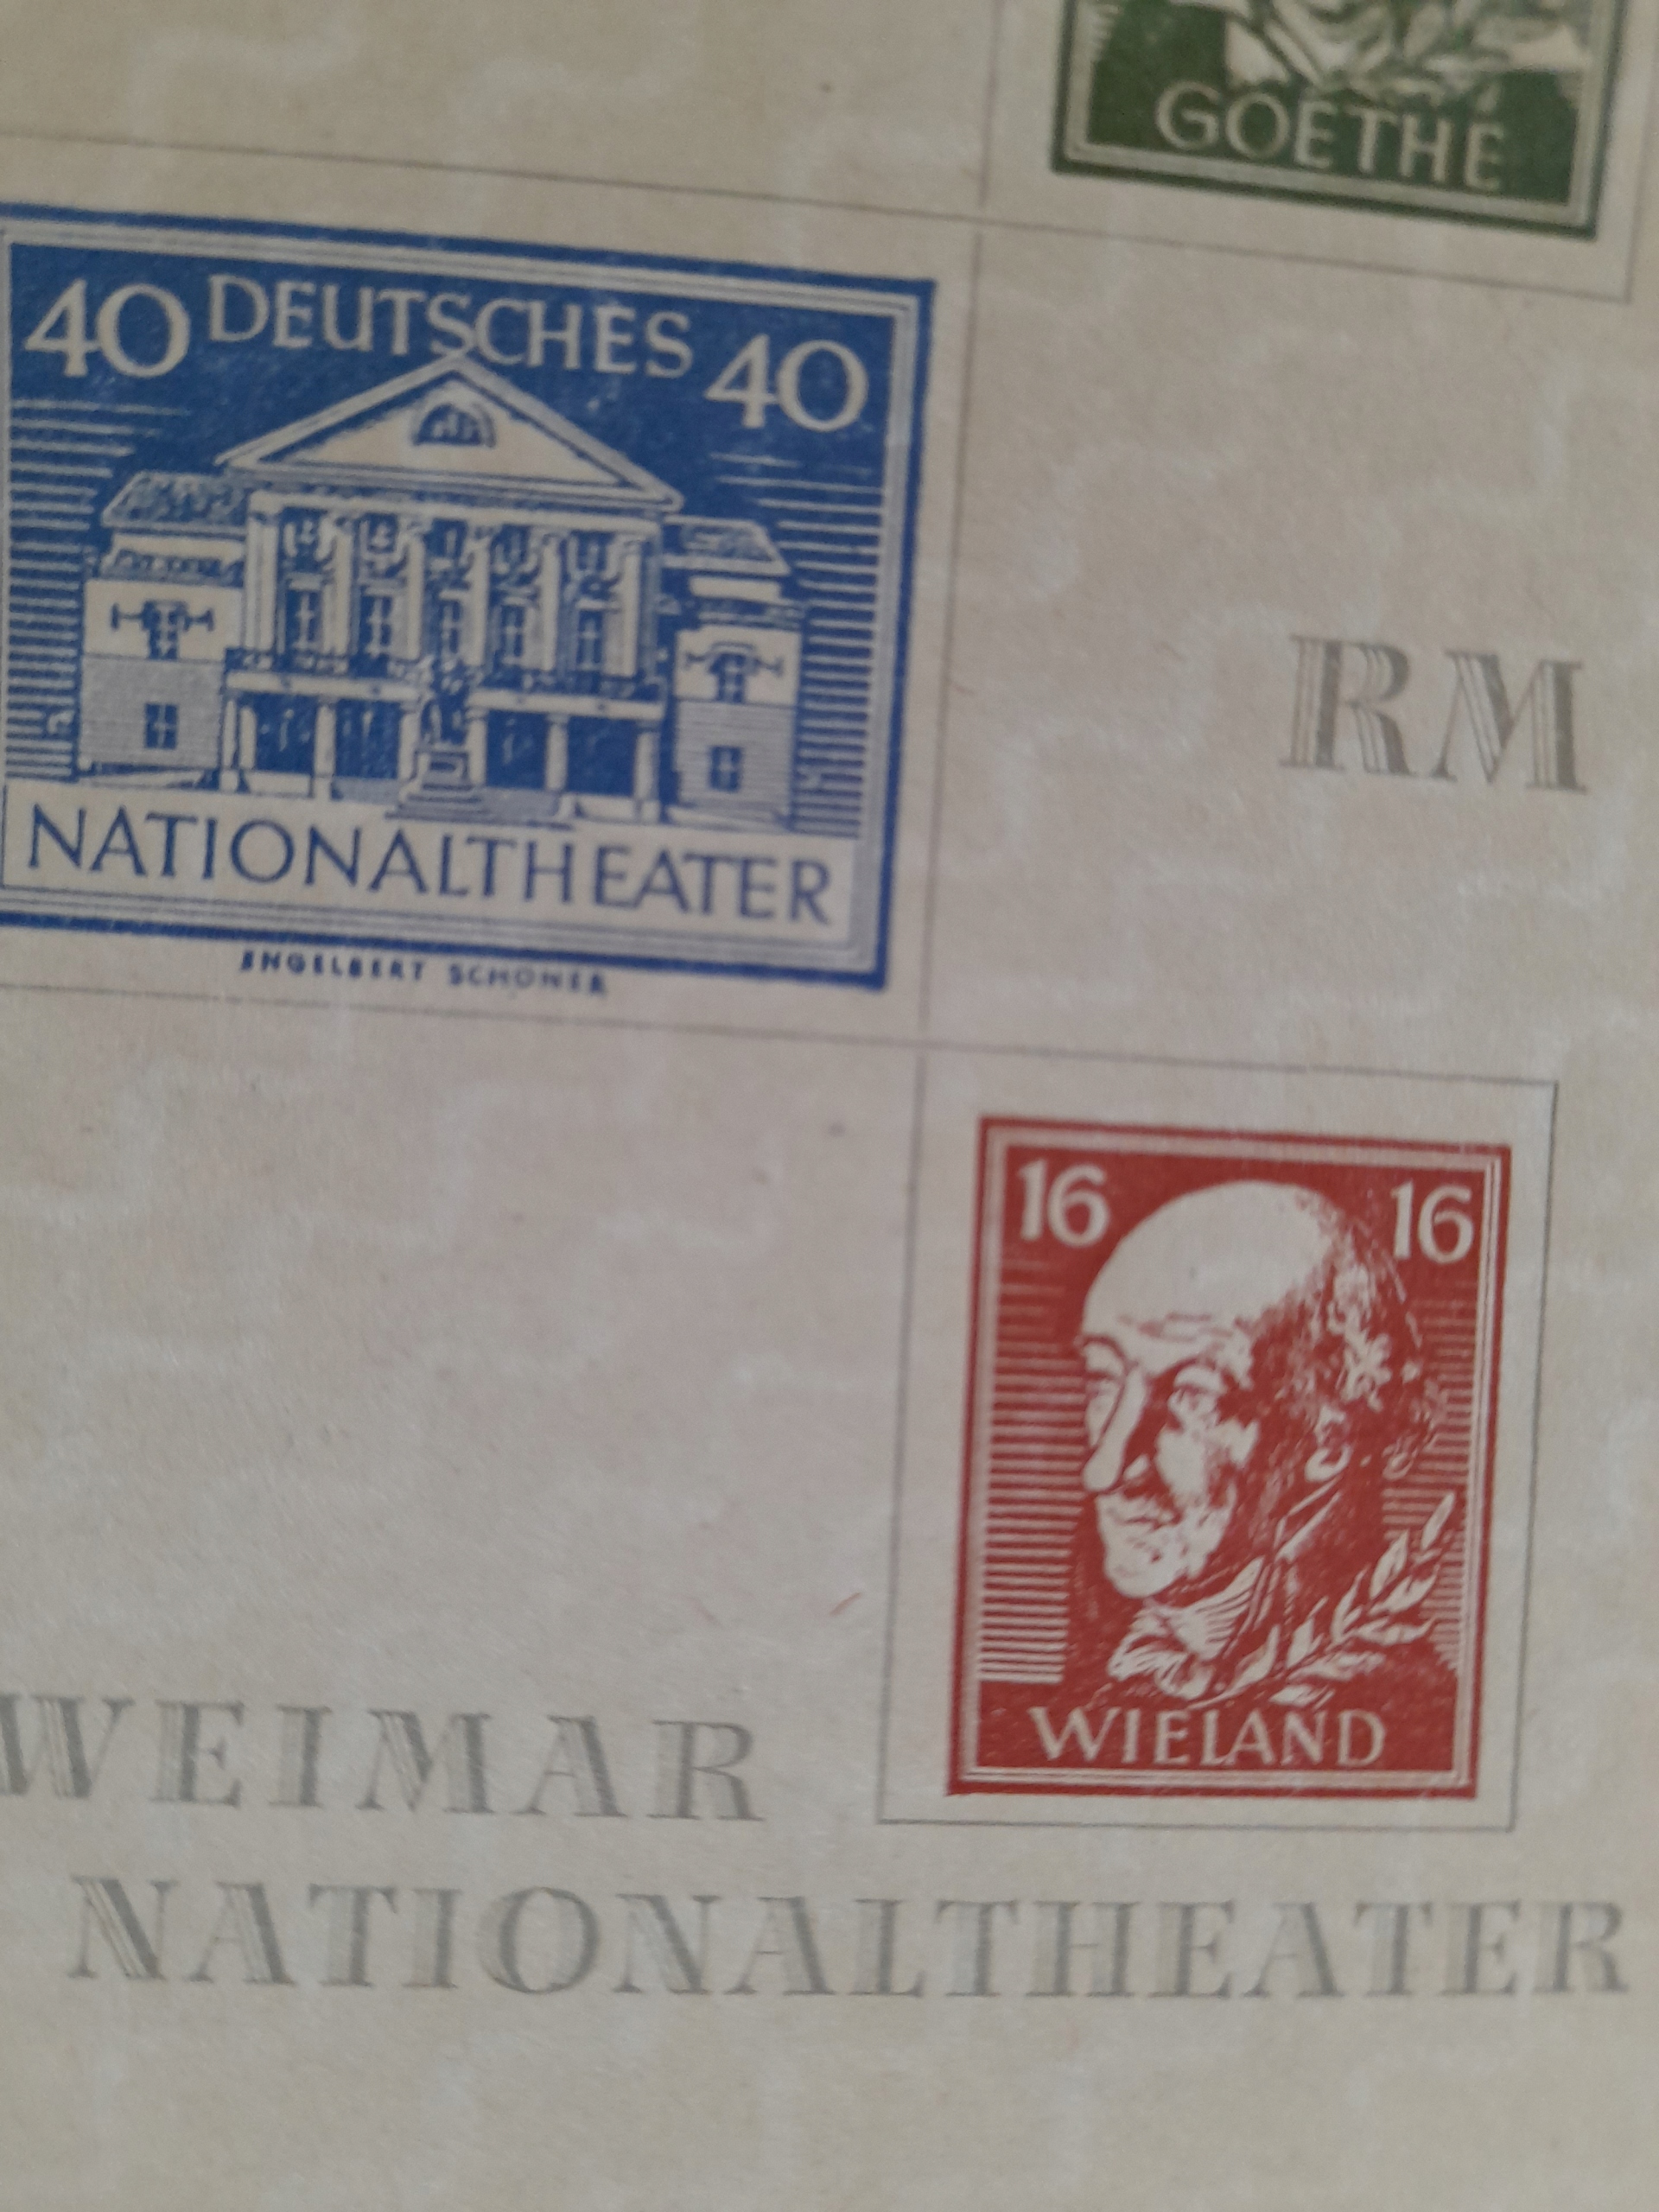 GOETHE
40 DEUTSCHES 40
NATIONALTHEATER
ENGELBERT SCHONER
RM
16 16
WIELAND
WEIMAR
NATIONALTHEATER